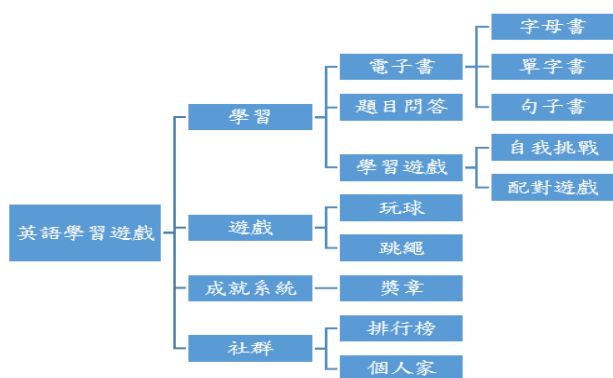 英語學習遊戲
學習
電子書
字母書
單字書
句子書
題目問答
學習遊戲
自我挑戰
配對遊戲
遊戲
玩球
跳繩
成就系統
獎章
社群
排行榜
個人家